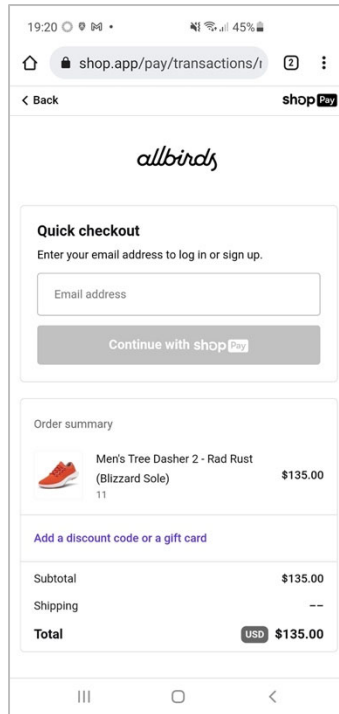 19:20
45%
shop.app/pay/transactions/r
2
< Back
shop Pay
allbirds
Quick checkout
Enter your email address to log in or sign up.
Email address
Continue with shop Pay
Order summary
Men's Tree Dasher 2 - Rad Rust
(Blizzard Sole)
$135.00
11
Add a discount code or a gift card
Subtotal $135.00
Shipping --
Total USD $135.00